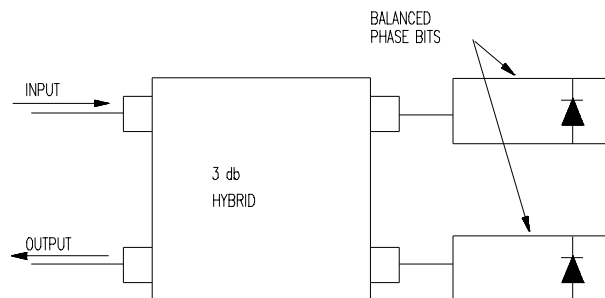 BALANCED
PHASE BITS
INPUT
3 db
HYBRID
OUTPUT